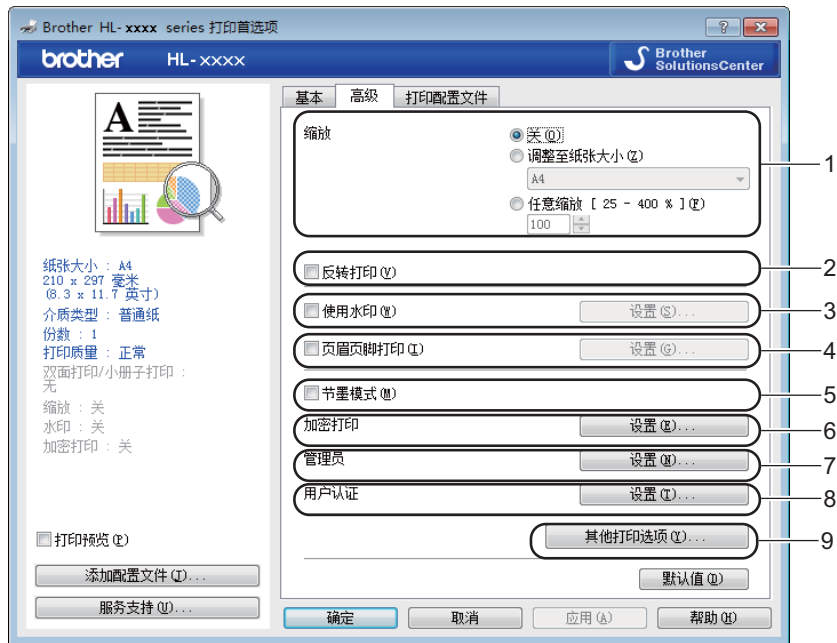 Brother HL-xxxx series 打印首选项
brother HL-xxxx
Brother
SolutionsCenter
A
纸张大小 : A4
210 x 297 毫米
(8.3 x 11.7 英寸)
介质类型 : 普通纸
份数 : 1
打印质量 : 正常
双面打印/小册子打印 :
无
缩放 : 关
水印 : 关
加密打印 : 关
打印预览(P)
添加配置文件(J)...
服务支持(U)...
基本 高级 打印配置文件
缩放
关(O)
调整至纸张大小(Z)
A4
任意缩放 [ 25 - 400 % ](F)
100
1
反转打印(V)
2
使用水印(W) 设置(S)...
3
页眉页脚打印(I) 设置(G)...
4
节墨模式(M)
5
加密打印 设置(E)...
6
管理员 设置(N)...
7
用户认证 设置(T)...
8
其他打印选项(Y)...
9
默认值(D)
确定 取消 应用(A) 帮助(H)